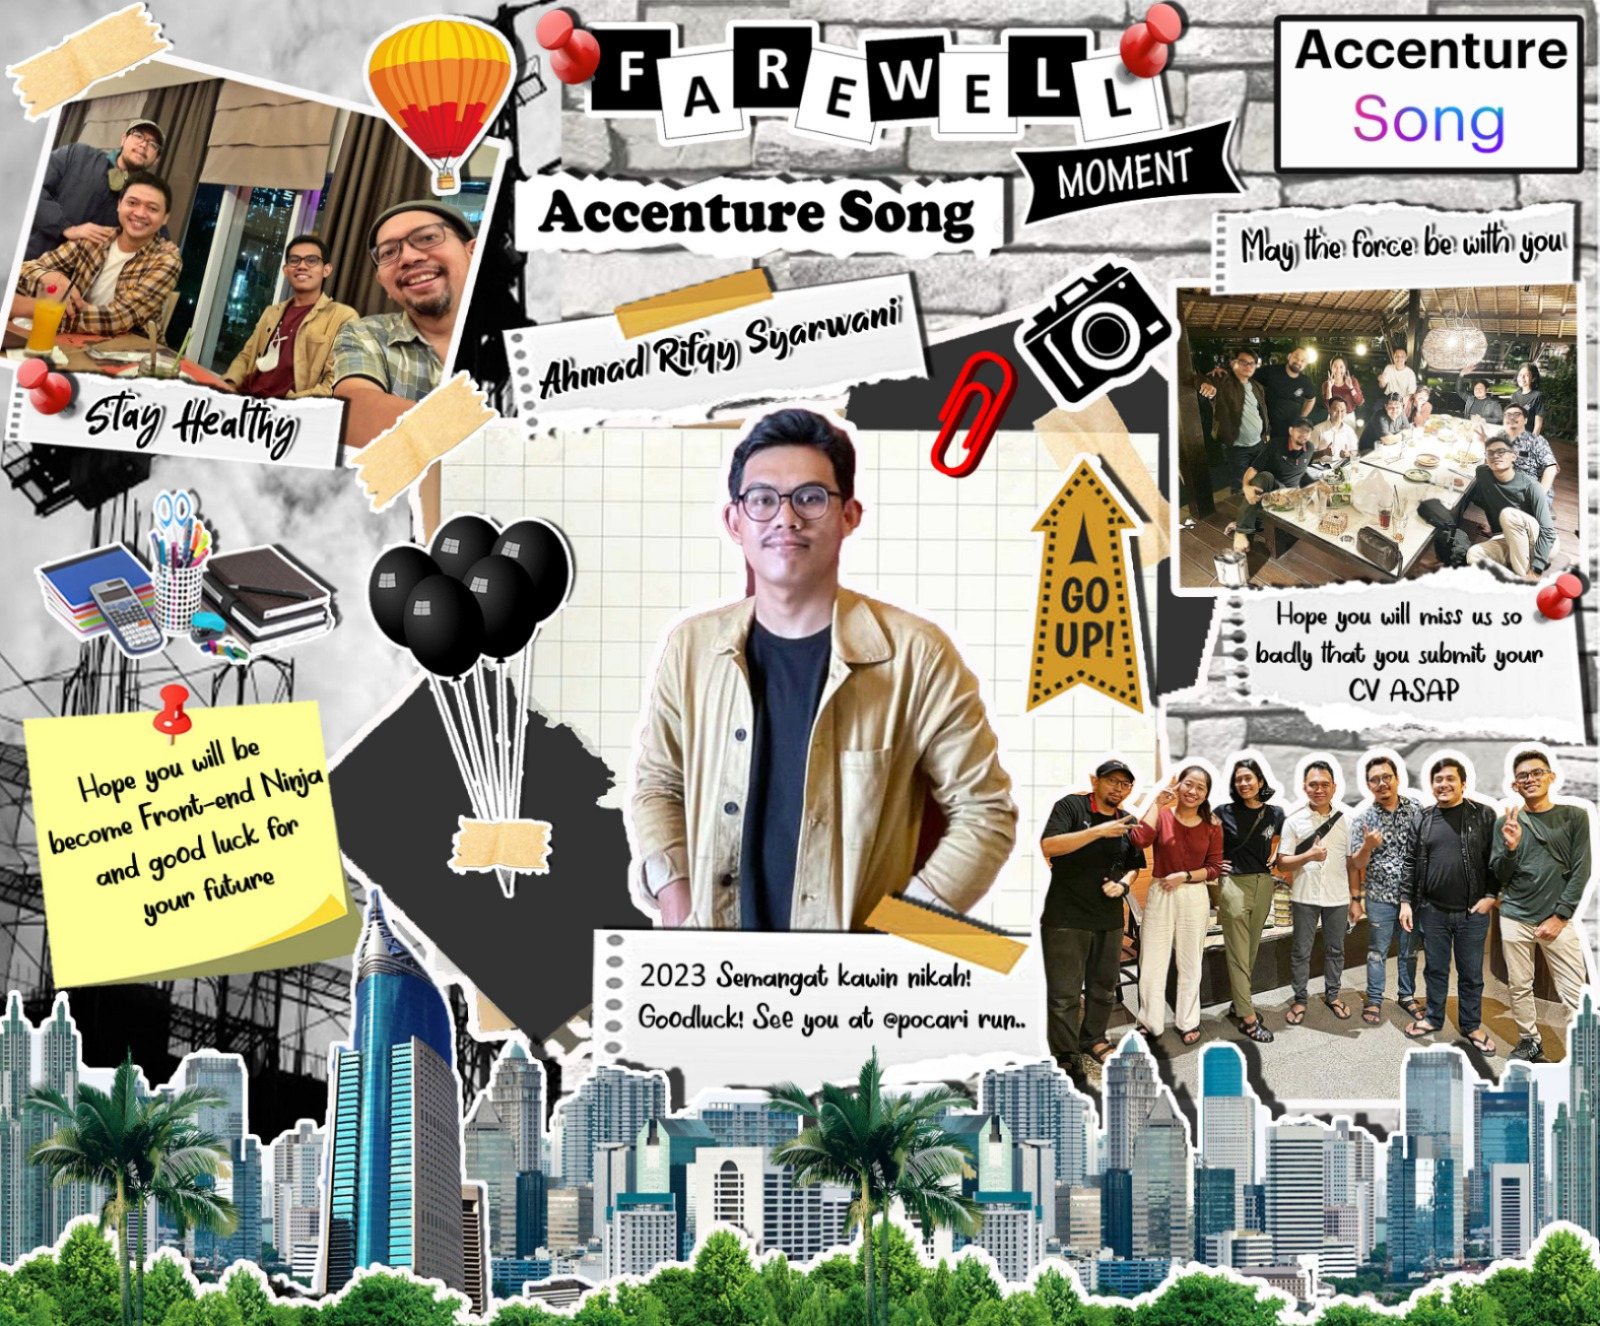 FAREWELL
MOMENT
Accenture
Song
Accenture Song
May the force be with you
Ahmad Rifqy Syarwani
Stay Healthy
GO
UP!
Hope you will miss us so
badly that you submit your
CV ASAP
Hope you will be
become Front-end Ninja
and good luck for
your future
2023 Semangat kawin nikah!
Goodluck! See you at @pocari run..